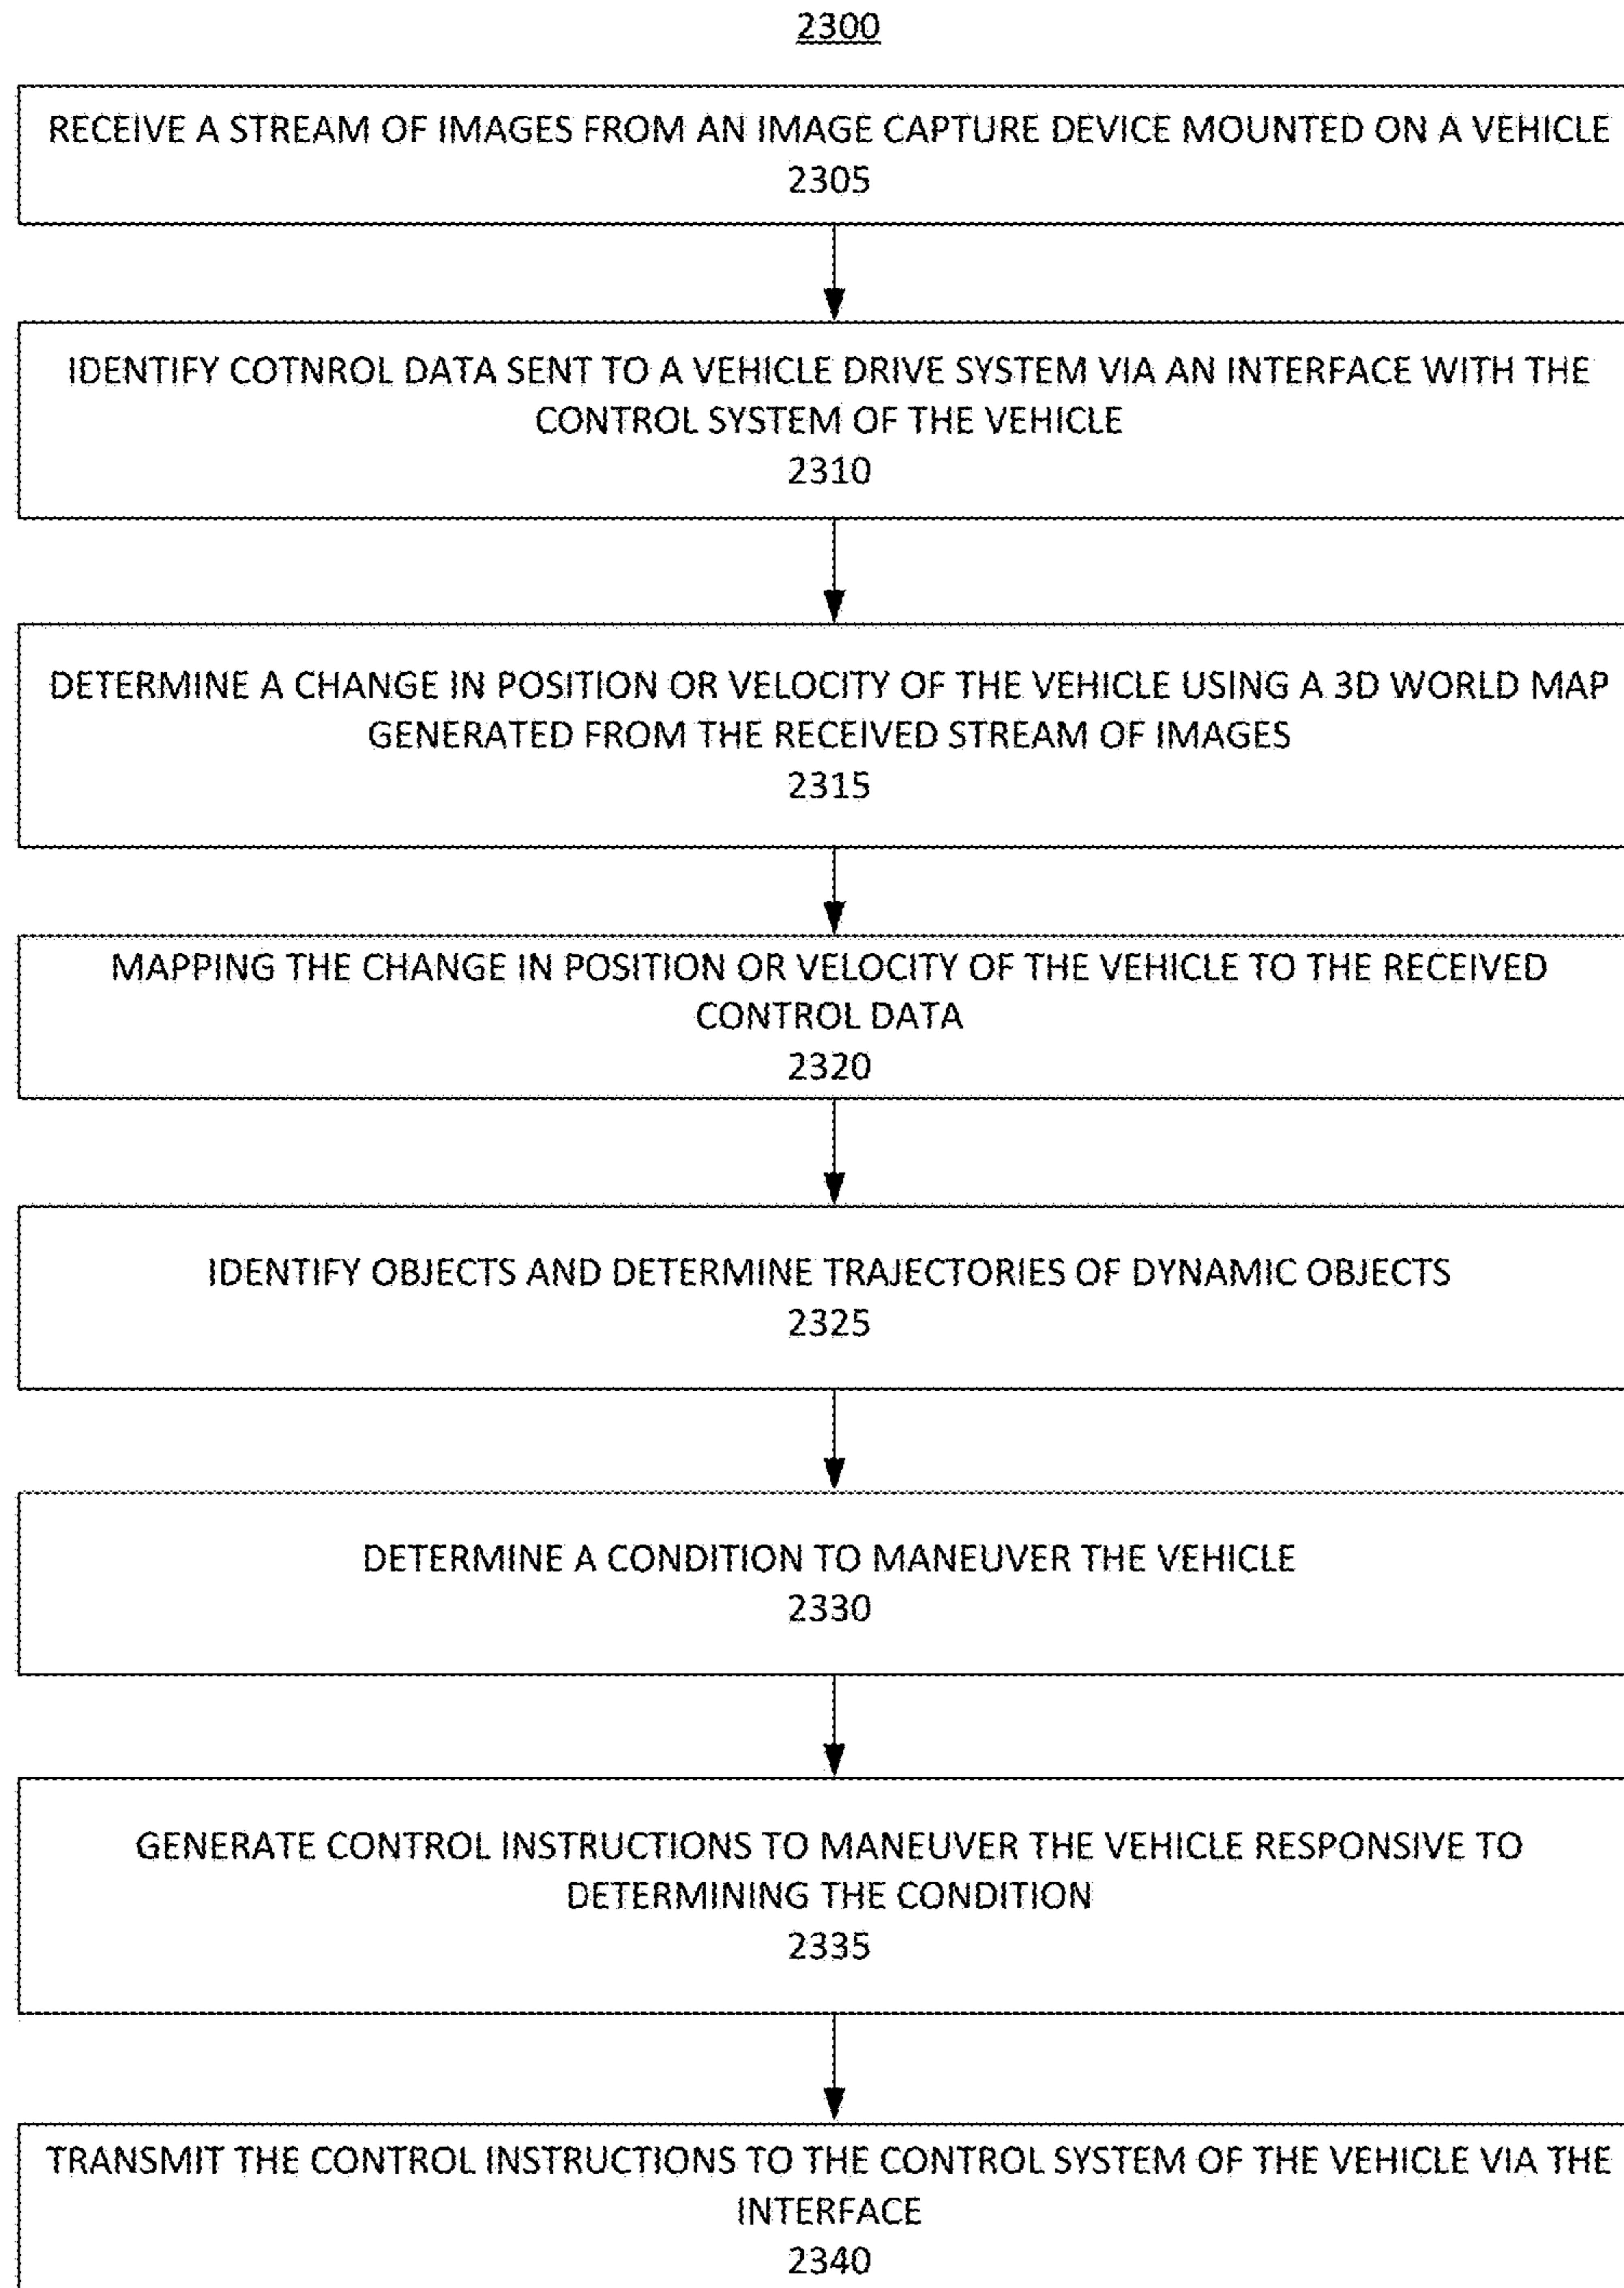 2300
RECEIVE A STREAM OF IMAGES FROM AN IMAGE CAPTURE DEVICE MOUNTED ON A VEHICLE
2305
IDENTIFY COTNROL DATA SENT TO A VEHICLE DRIVE SYSTEM VIA AN INTERFACE WITH THE
CONTROL SYSTEM OF THE VEHICLE
2310
DETERMINE A CHANGE IN POSITION OR VELOCITY OF THE VEHICLE USING A 3D WORLD MAP
GENERATED FROM THE RECEIVED STREAM OF IMAGES
2315
MAPPING THE CHANGE IN POSITION OR VELOCITY OF THE VEHICLE TO THE RECEIVED
CONTROL DATA
2320
IDENTIFY OBJECTS AND DETERMINE TRAJECTORIES OF DYNAMIC OBJECTS
2325
DETERMINE A CONDITION TO MANEUVER THE VEHICLE
2330
GENERATE CONTROL INSTRUCTIONS TO MANEUVER THE VEHICLE RESPONSIVE TO
DETERMINING THE CONDITION
2335
TRANSMIT THE CONTROL INSTRUCTIONS TO THE CONTROL SYSTEM OF THE VEHICLE VIA THE
INTERFACE
2340